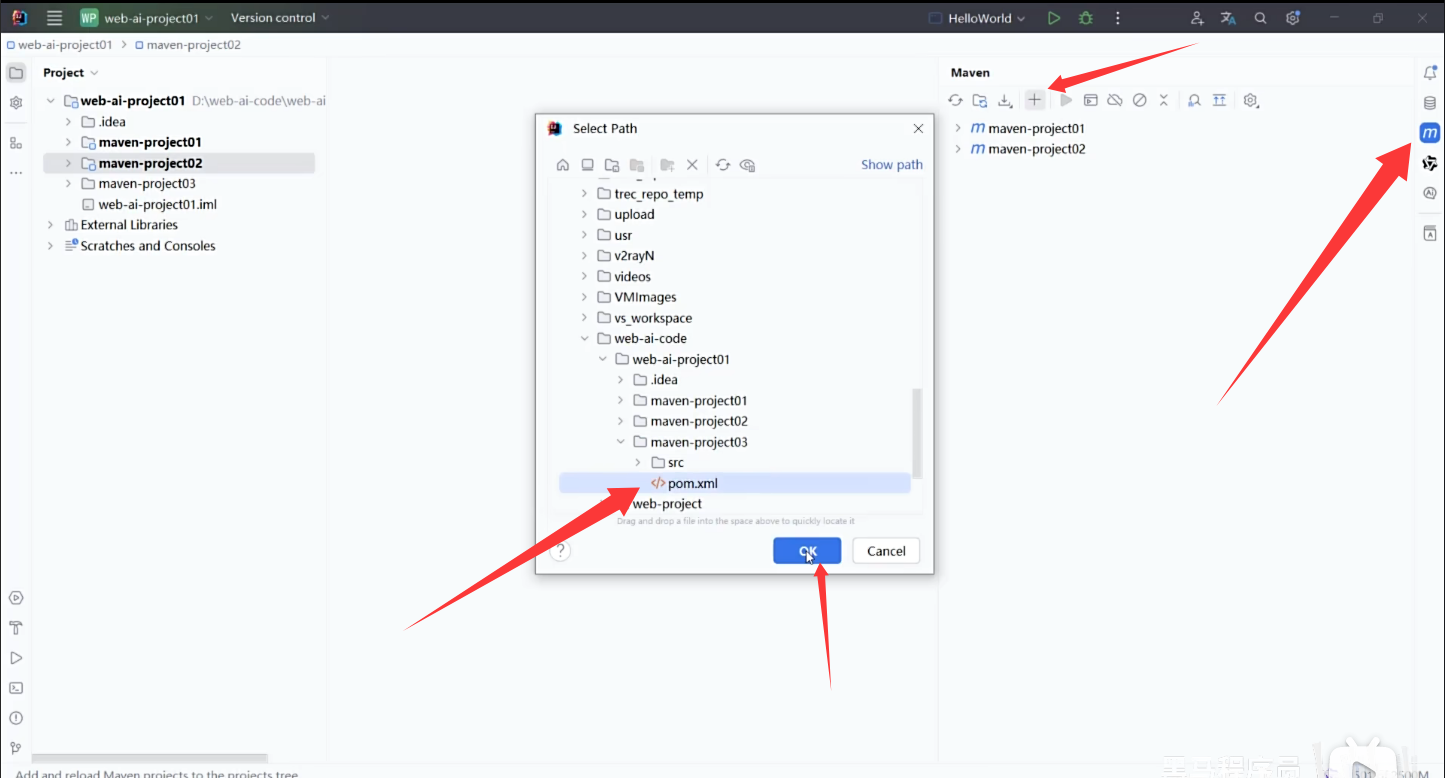 WP web-ai-project01 Version control HelloWorld
web-ai-project01 maven-project02
Project
web-ai-project01 D:\web-ai-code\web-ai
.idea
maven-project01
maven-project02
maven-project03
web-ai-project01.iml
External Libraries
Scratches and Consoles
Select Path
Show path
trec_repo_temp
upload
usr
v2rayN
videos
VMImages
vs_workspace
web-ai-code
web-ai-project01
.idea
maven-project01
maven-project02
maven-project03
src
</> pom.xml
web-project
Drag and drop a file into the space above to quickly locate it
?
OK
Cancel
Maven
m maven-project01
m maven-project02
m
Add and reload Maven projects to the projects tree